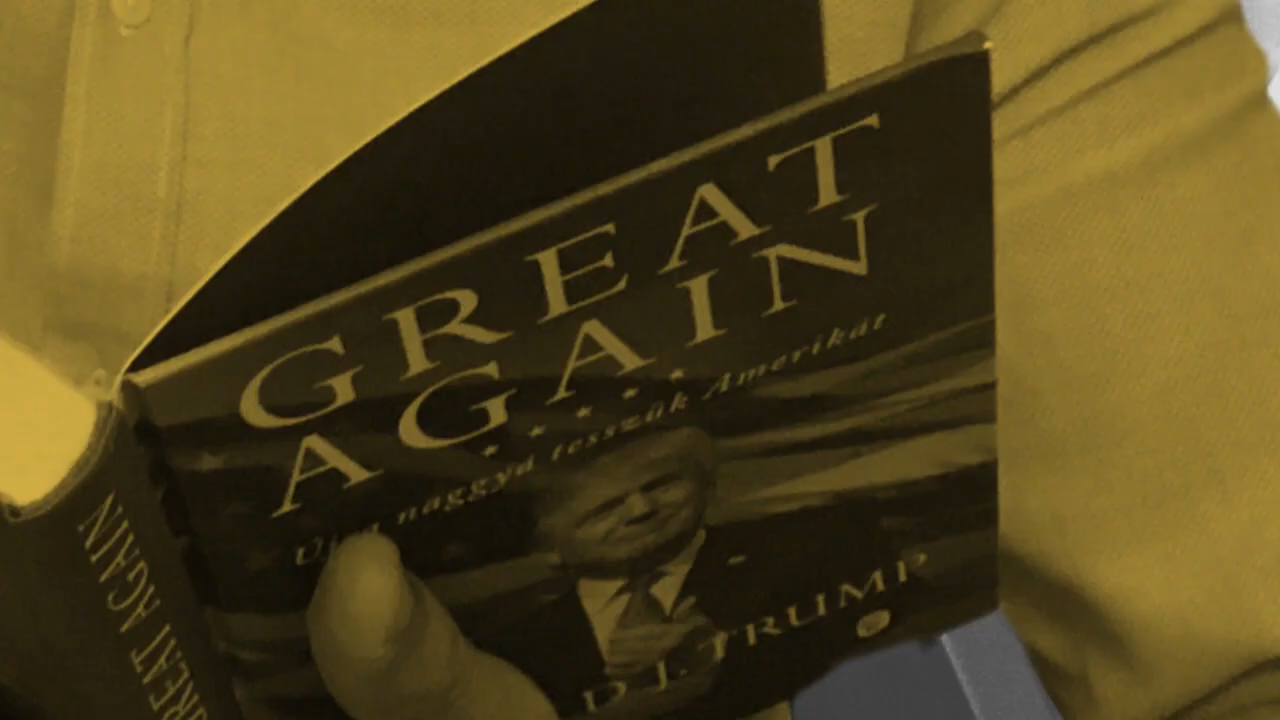 GREAT
AGAIN
Újra naggyá tesszük Amerikát
D.J. TRUMP
GREAT AGAIN